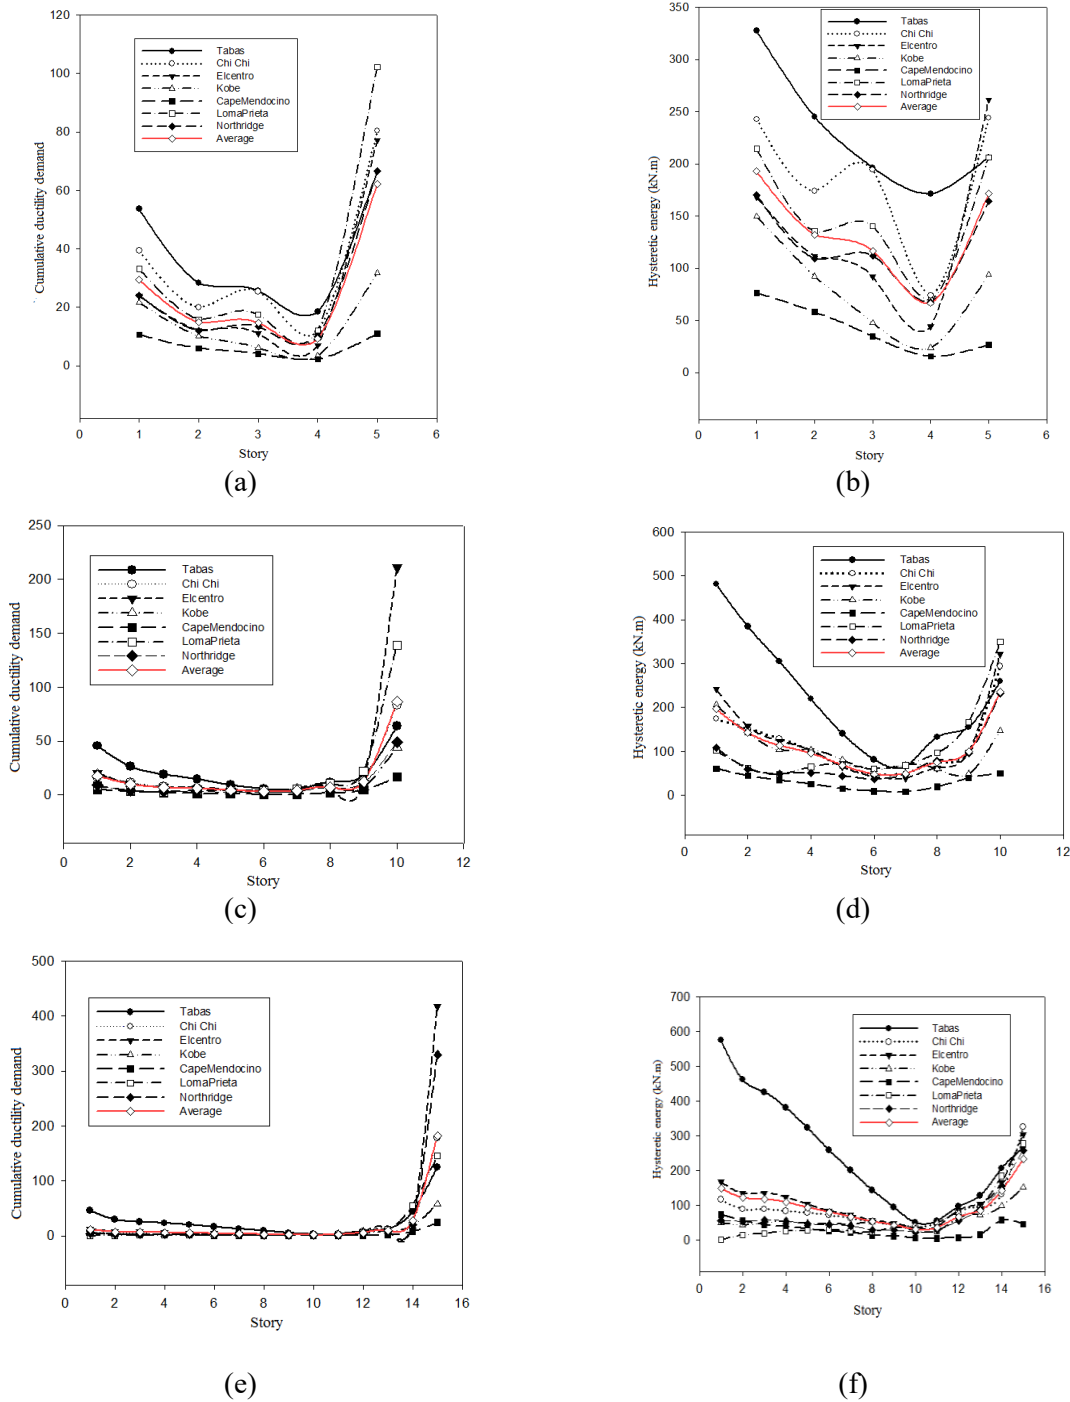 120
100
80
60
40
20
0
Cumulative ductility demand
Tabas
Chi Chi
Elcentro
Kobe
CapeMendocino
LomaPrieta
Northridge
Average
0 1 2 3 4 5 6
Story
(a)
350
300
250
200
150
100
50
0
Hysteretic energy (kN.m)
Tabas
Chi Chi
Elcentro
Kobe
CapeMendocino
LomaPrieta
Northridge
Average
0 1 2 3 4 5 6
Story
(b)
250
200
150
100
50
0
Cumulative ductility demand
Tabas
Chi Chi
Elcentro
Kobe
CapeMendocino
LomaPrieta
Northridge
Average
0 2 4 6 8 10 12
Story
(c)
600
500
400
300
200
100
0
Hysteretic energy (kN.m)
Tabas
Chi Chi
Elcentro
Kobe
CapeMendocino
LomaPrieta
Northridge
Average
0 2 4 6 8 10 12
Story
(d)
500
400
300
200
100
0
Cumulative ductility demand
Tabas
Chi Chi
Elcentro
Kobe
CapeMendocino
LomaPrieta
Northridge
Average
0 2 4 6 8 10 12 14 16
Story
(e)
700
600
500
400
300
200
100
0
Hysteretic energy (kN.m)
Tabas
Chi Chi
Elcentro
Kobe
CapeMendocino
LomaPrieta
Northridge
Average
0 2 4 6 8 10 12 14 16
Story
(f)